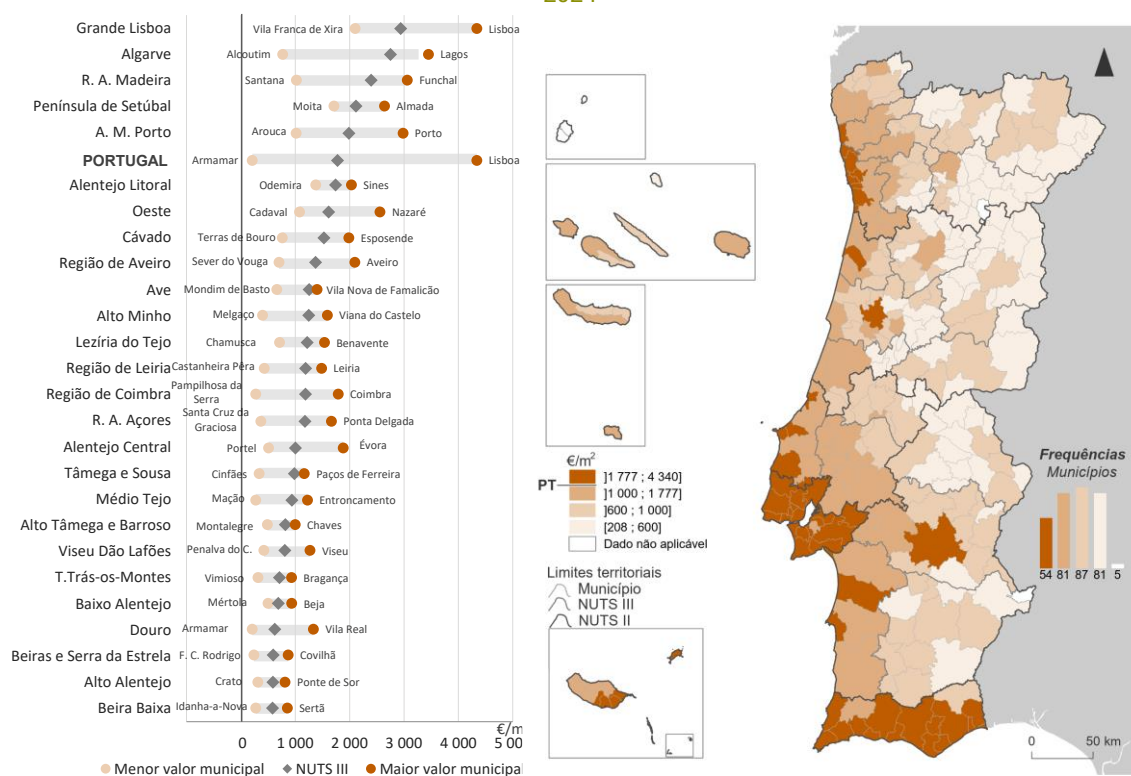 2024
Grande Lisboa Vila Franca de Xira Lisboa
Algarve Alcoutim Lagos
R. A. Madeira Santana Funchal
Península de Setúbal Moita Almada
A. M. Porto Arouca Porto
PORTUGAL Armamar Lisboa
Alentejo Litoral Odemira Sines
Oeste Cadaval Nazaré
Cávado Terras de Bouro Esposende
Região de Aveiro Sever do Vouga Aveiro
Ave Mondim de Basto Vila Nova de Famalicão
Alto Minho Melgaço Viana do Castelo
Lezíria do Tejo Chamusca Benavente
Região de Leiria Castanheira Pêra Leiria
Região de Coimbra Pampilhosa da Serra Coimbra
R. A. Açores Santa Cruz da Graciosa Ponta Delgada
Alentejo Central Portel Évora
Tâmega e Sousa Cinfães Paços de Ferreira
Médio Tejo Mação Entroncamento
Alto Tâmega e Barroso Montalegre Chaves
Viseu Dão Lafões Penalva do C. Viseu
T.Trás-os-Montes Vimioso Bragança
Baixo Alentejo Mértola Beja
Douro Armamar Vila Real
Beiras e Serra da Estrela F. C. Rodrigo Covilhã
Alto Alentejo Crato Ponte de Sor
Beira Baixa Idanha-a-Nova Sertã
€/m
0 1 000 2 000 3 000 4 000 5 00
Menor valor municipal NUTS III Maior valor municipal
€/m²
PT
]1 777 ; 4 340]
]1 000 ; 1 777]
]600 ; 1 000]
[208 ; 600]
Dado não aplicável
Limites territoriais
Município
NUTS III
NUTS II
Frequências
Municípios
54 81 87 81 5
0 50 km